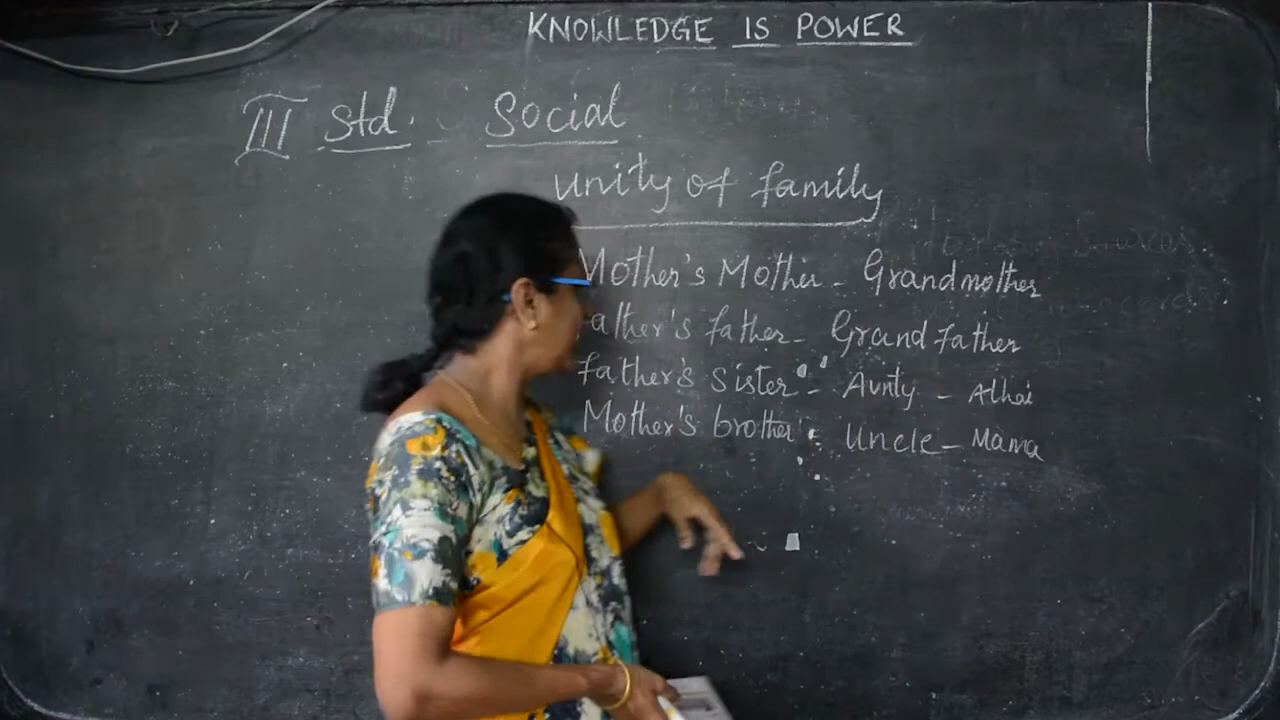 KNOWLEDGE IS POWER
III Std. Social
unity of family
Mother's Mother - Grandmother
father's father - Grand father
father's sister - Aunty - Athai
Mother's brother - Uncle - Mama